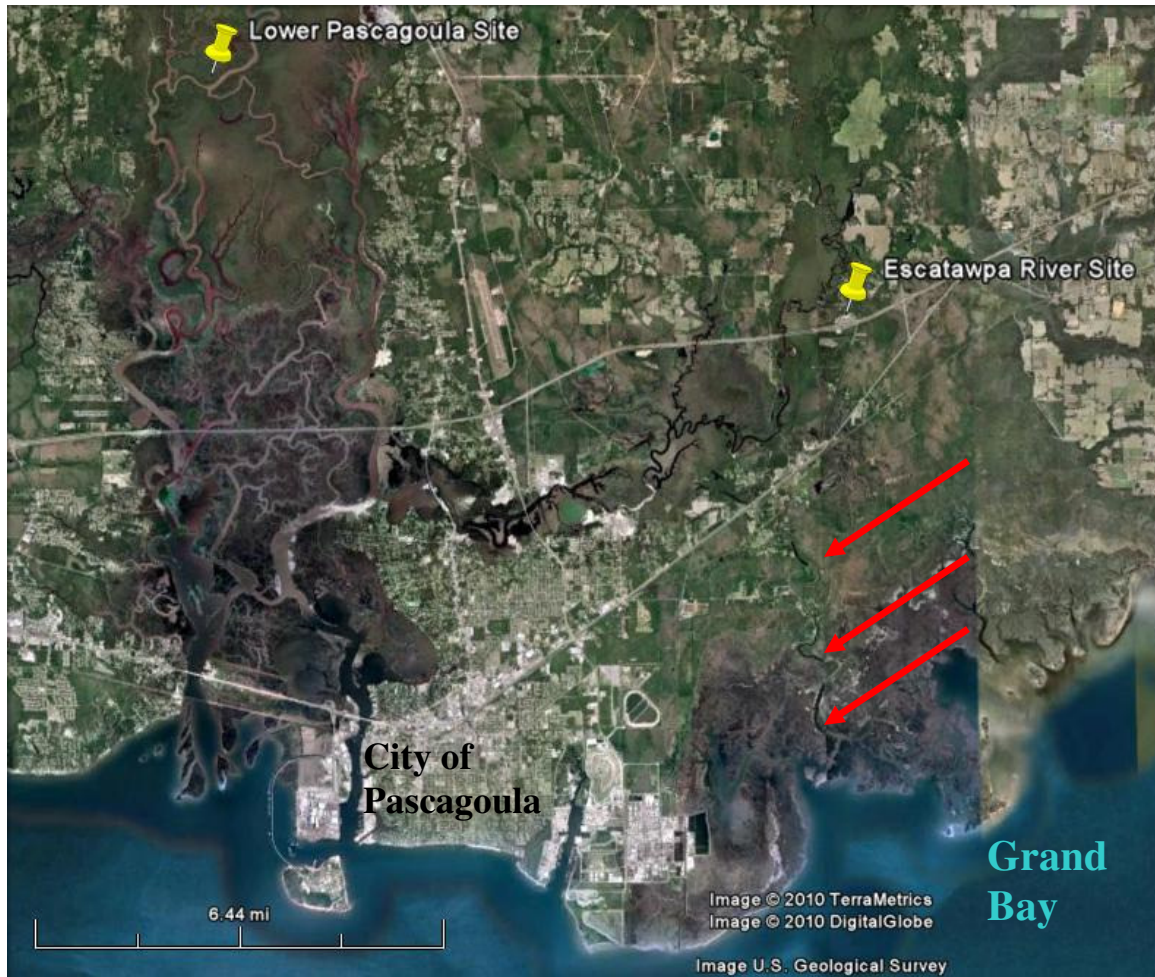 Lower Pascagoula Site
Escatawpa River Site
City of
Pascagoula
Grand
Bay
6.44 mi
Image © 2010 TerraMetrics
Image © 2010 DigitalGlobe
Image U.S. Geological Survey